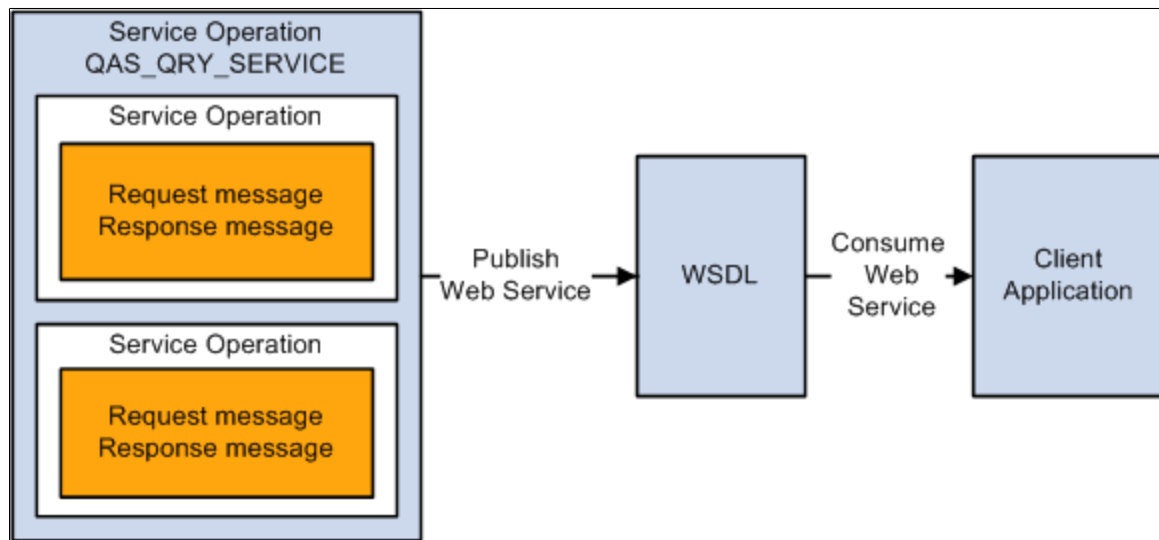 Service Operation
QAS_QRY_SERVICE
Service Operation
Request message
Response message
Service Operation
Request message
Response message
Publish
Web Service
WSDL
Consume
Web
Service
Client
Application